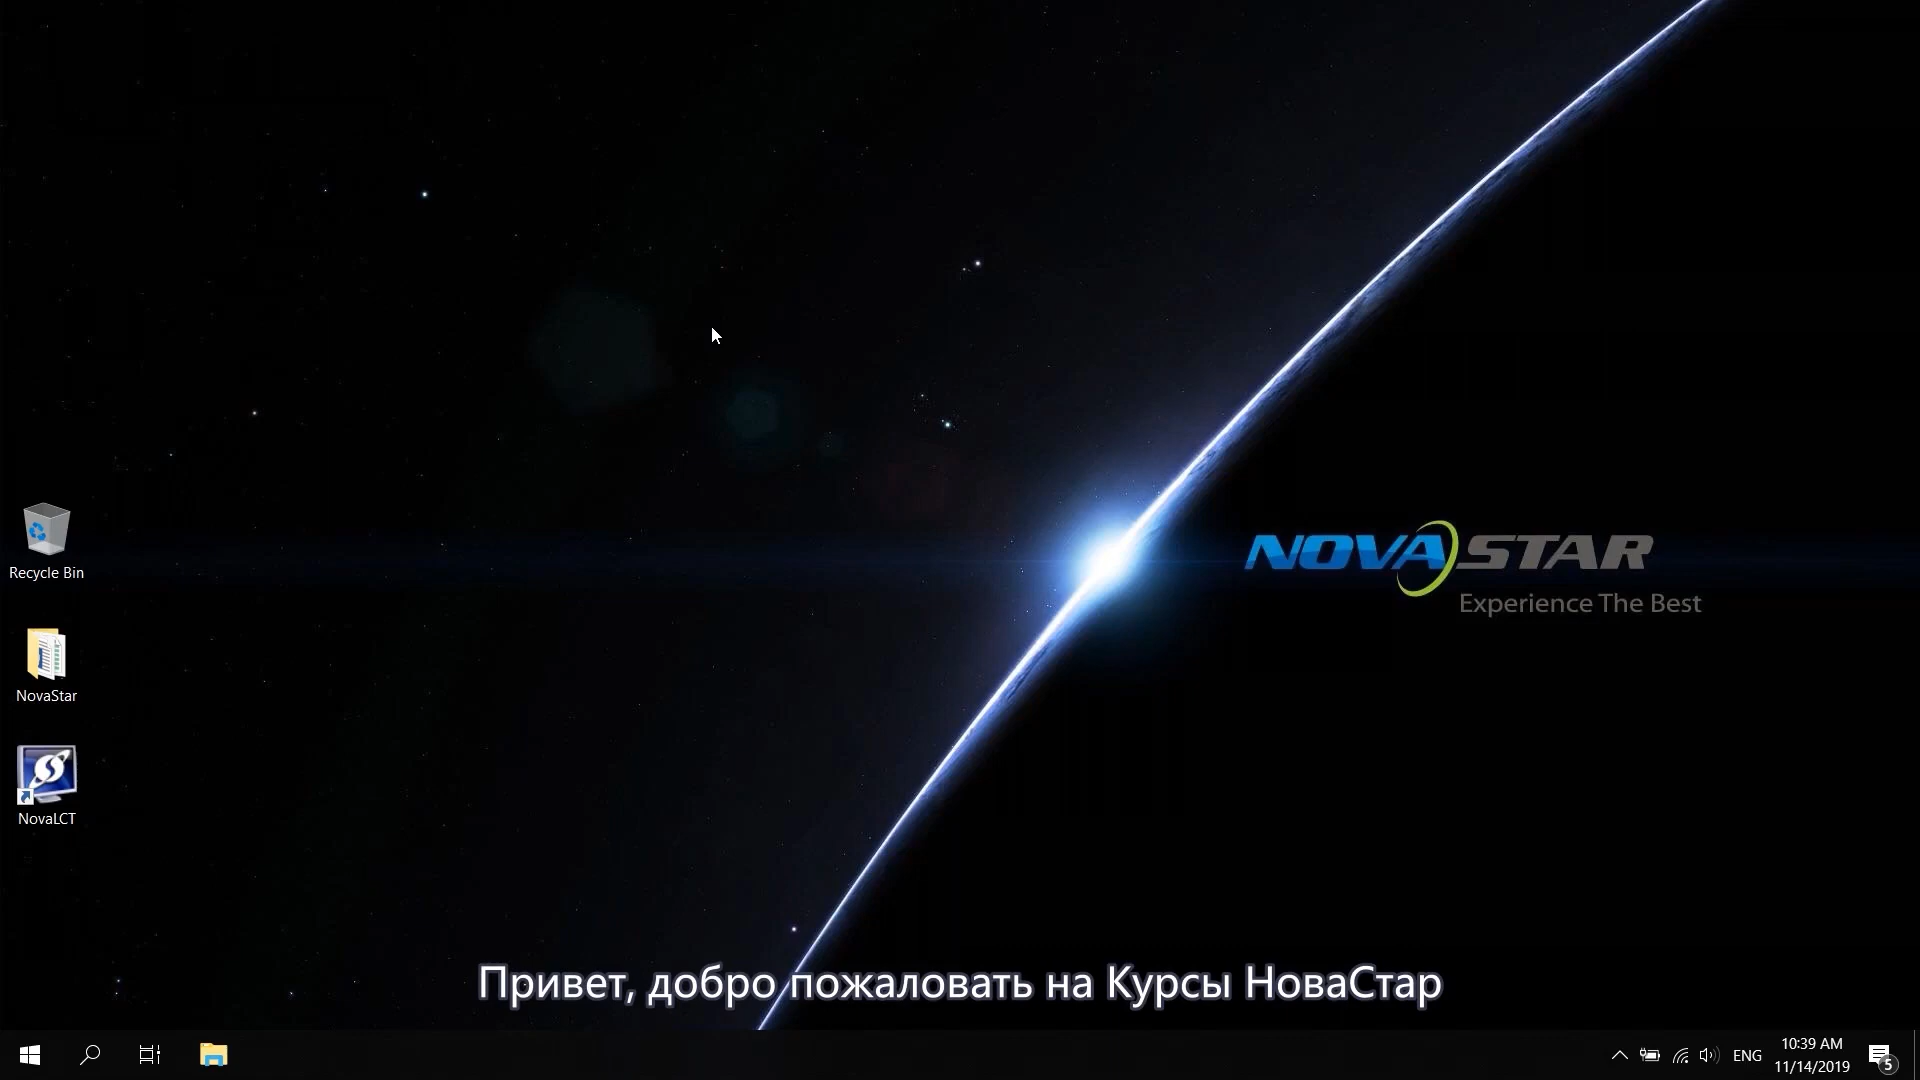 NOVASTAR
Experience The Best
Recycle Bin
NovaStar
NovaLCT
Привет, добро пожаловать на Курсы НоваСтар
ENG
10:39 AM
11/14/2019
5